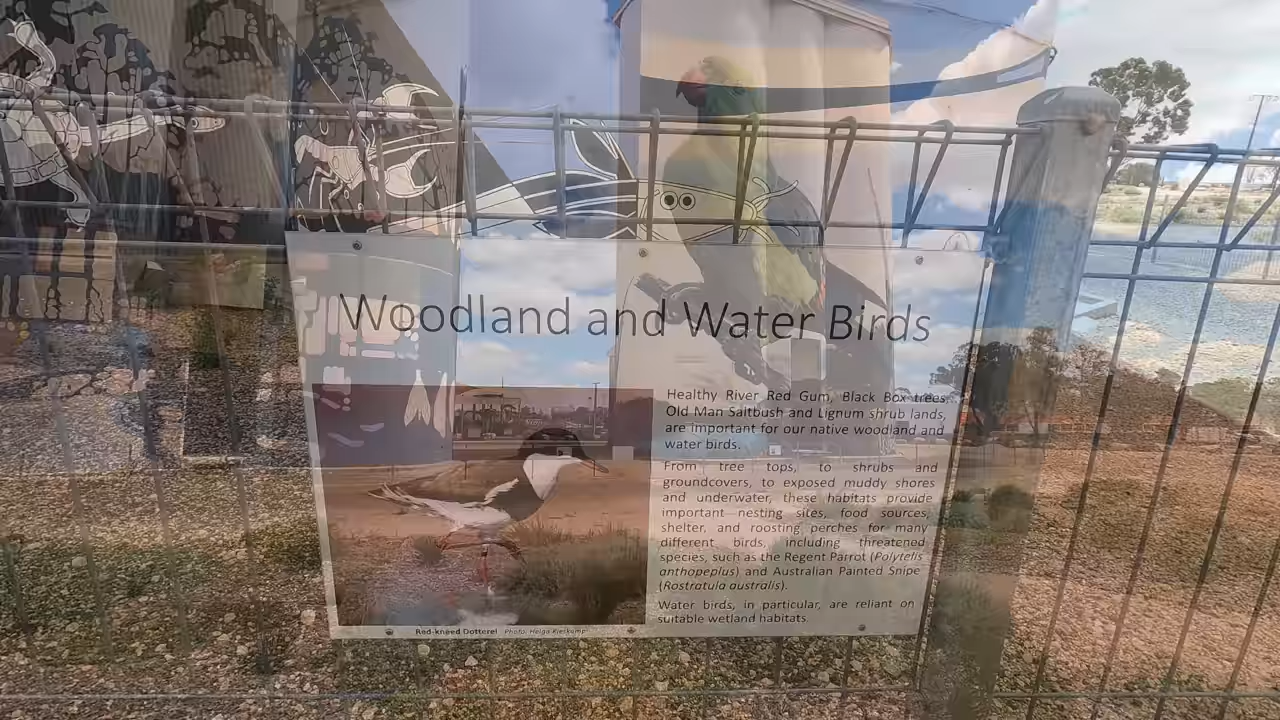 Woodland and Water Birds
Healthy River Red Gum, Black Box trees,
Old Man Saltbush and Lignum shrub lands,
are important for our native woodland and
water birds.
From tree tops, to shrubs and
groundcovers, to exposed muddy shores
and underwater, these habitats provide
important nesting sites, food sources,
shelter, and roosting perches for many
different birds, including threatened
species, such as the Regent Parrot (Polytelis
anthopeplus) and Australian Painted Snipe
(Rostratula australis).
Water birds, in particular, are reliant on
suitable wetland habitats.
Red-kneed Dotterel Photo: Helga Kieskamp